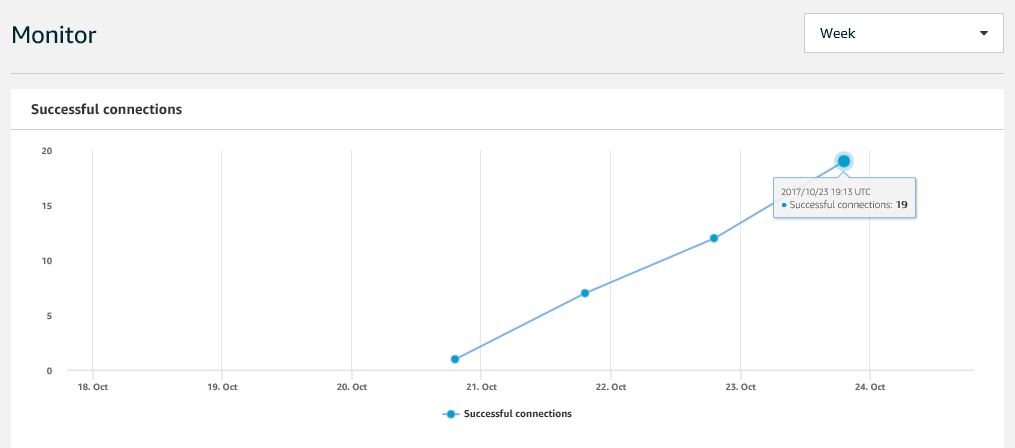 Monitor
Week
Successful connections
20
15
10
5
0
2017/10/23 19:13 UTC
Successful connections: 19
18. Oct 19. Oct 20. Oct 21. Oct 22. Oct 23. Oct 24. Oct
Successful connections